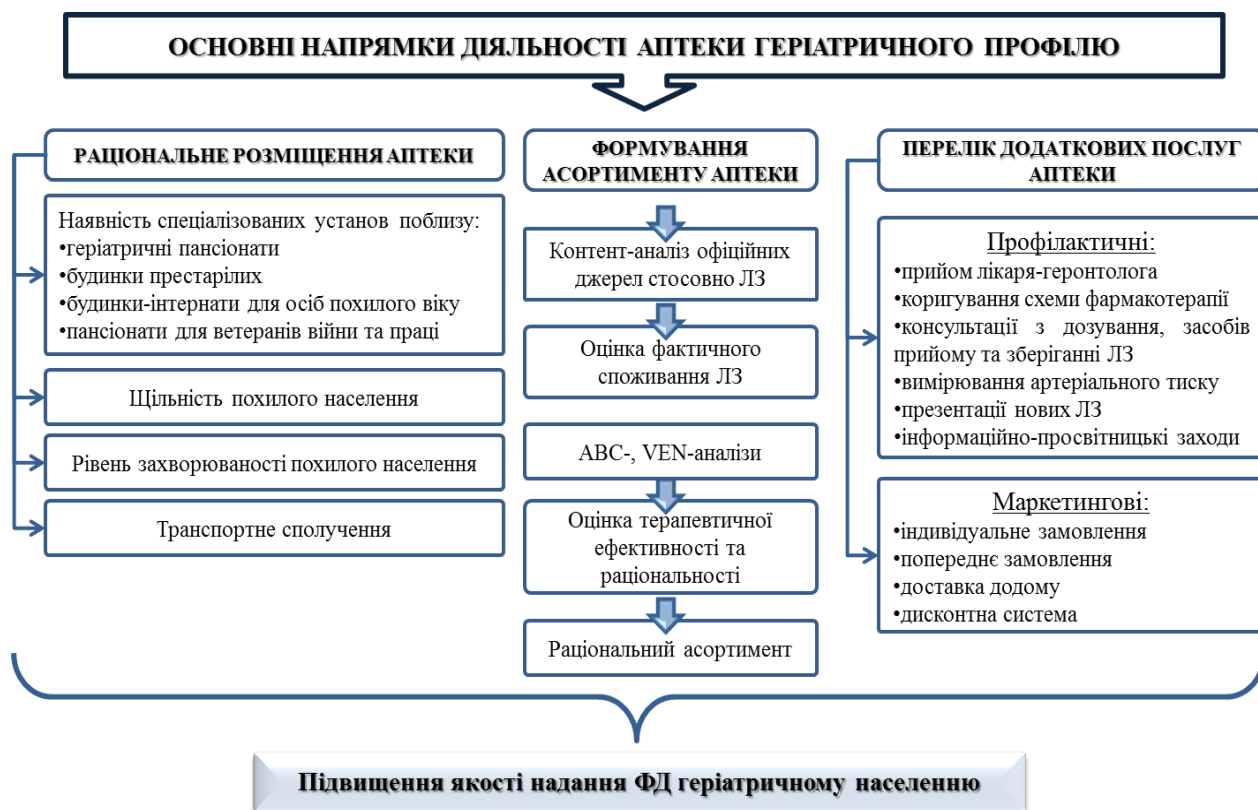 ОСНОВНІ НАПРЯМКИ ДІЯЛЬНОСТІ АПТЕКИ ГЕРІАТРИЧНОГО ПРОФІЛЮ
РАЦІОНАЛЬНЕ РОЗМІЩЕННЯ АПТЕКИ
Наявність спеціалізованих установ поблизу:
•геріатричні пансіонати
•будинки престарілих
•будинки-інтернати для осіб похилого віку
•пансіонати для ветеранів війни та праці
Щільність похилого населення
Рівень захворюваності похилого населення
Транспортне сполучення
ФОРМУВАННЯ
АСОРТИМЕНТУ АПТЕКИ
Контент-аналіз офіційних
джерел стосовно ЛЗ
Оцінка фактичного
споживання ЛЗ
АВС-, VEN-аналізи
Оцінка терапевтичної
ефективності та
раціональності
Раціональний асортимент
ПЕРЕЛІК ДОДАТКОВИХ ПОСЛУГ
АПТЕКИ
Профілактичні:
•прийом лікаря-геронтолога
•коригування схеми фармакотерапії
•консультації з дозування, засобів
прийому та зберіганні ЛЗ
•вимірювання артеріального тиску
•презентації нових ЛЗ
•інформаційно-просвітницькі заходи
Маркетингові:
•індивідуальне замовлення
•попереднє замовлення
•доставка додому
•дисконтна система
Підвищення якості надання ФД геріатричному населенню